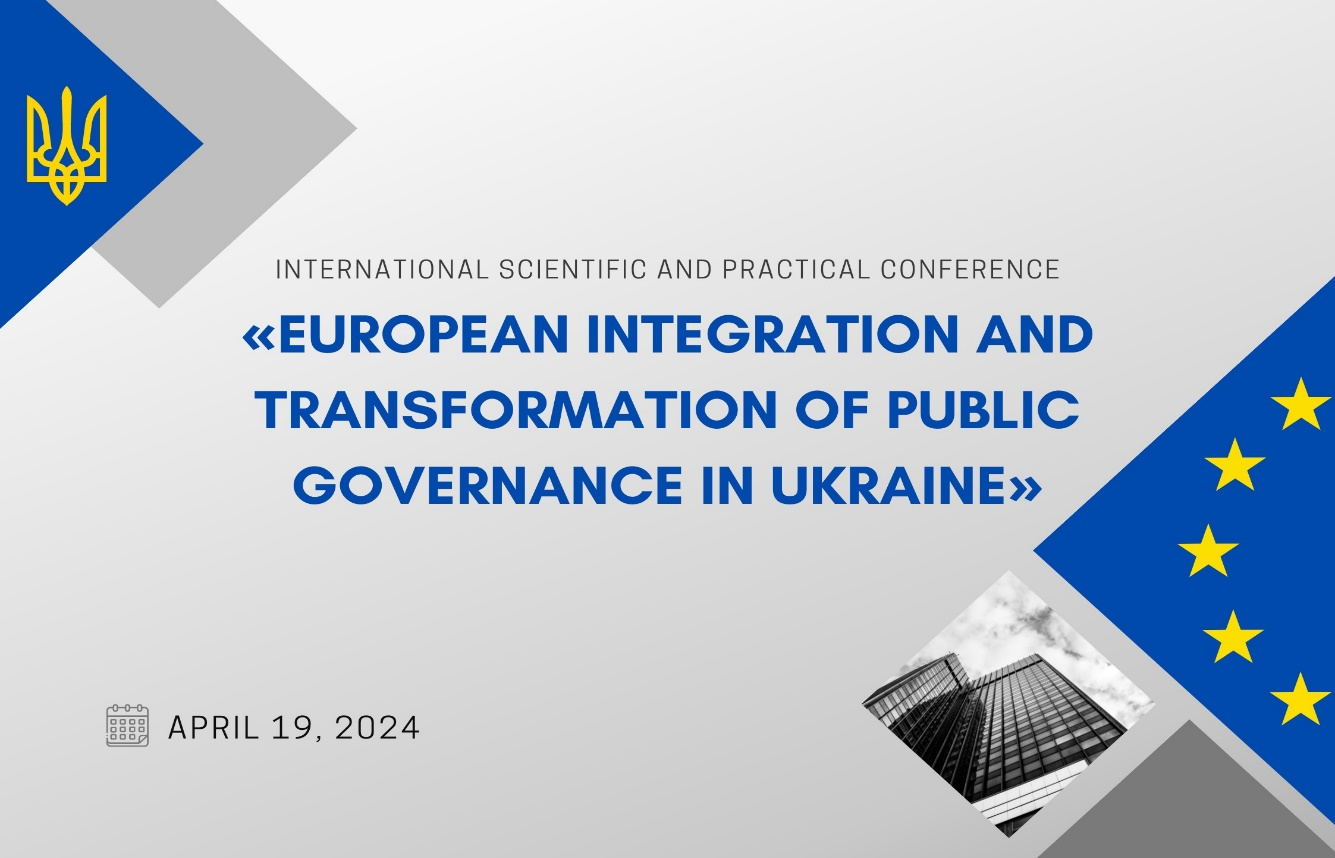 INTERNATIONAL SCIENTIFIC AND PRACTICAL CONFERENCE
«EUROPEAN INTEGRATION AND
TRANSFORMATION OF PUBLIC
GOVERNANCE IN UKRAINE»
APRIL 19, 2024